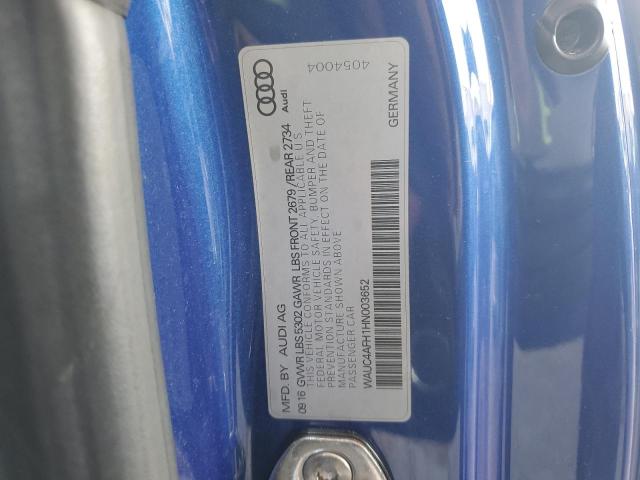 MFD. BY AUDI AG
Audi
09.16 GVWR LBS 5302 GAWR LBS FRONT 2679 / REAR 2734
THIS VEHICLE CONFORMS TO ALL APPLICABLE U S
FEDERAL MOTOR VEHICLE SAFETY, BUMPER AND THEFT
PREVENTION STANDARDS IN EFFECT ON THE DATE OF
MANUFACTURE SHOWN ABOVE
PASSENGER CAR
WAUC4AFH1HN003652
GERMANY
4054004